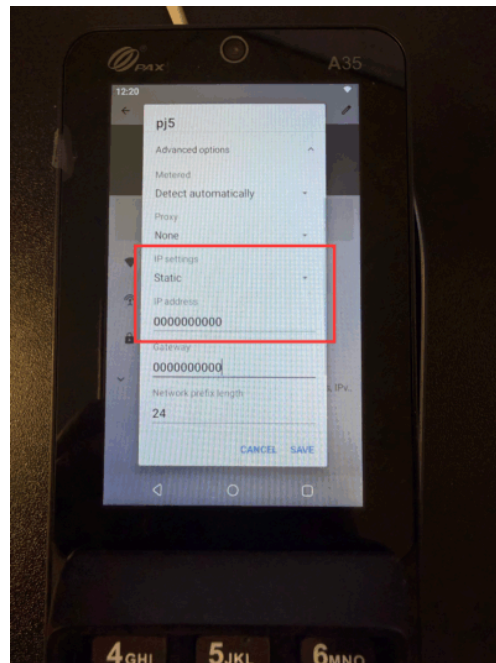 PAX
A35
12:20
pj5
Advanced options
Metered
Detect automatically
Proxy
None
IP settings
Static
IP address
0000000000
Gateway
0000000000
Network prefix length
s, IPv..
24
CANCEL SAVE
4GHI 5JKL 6MNO